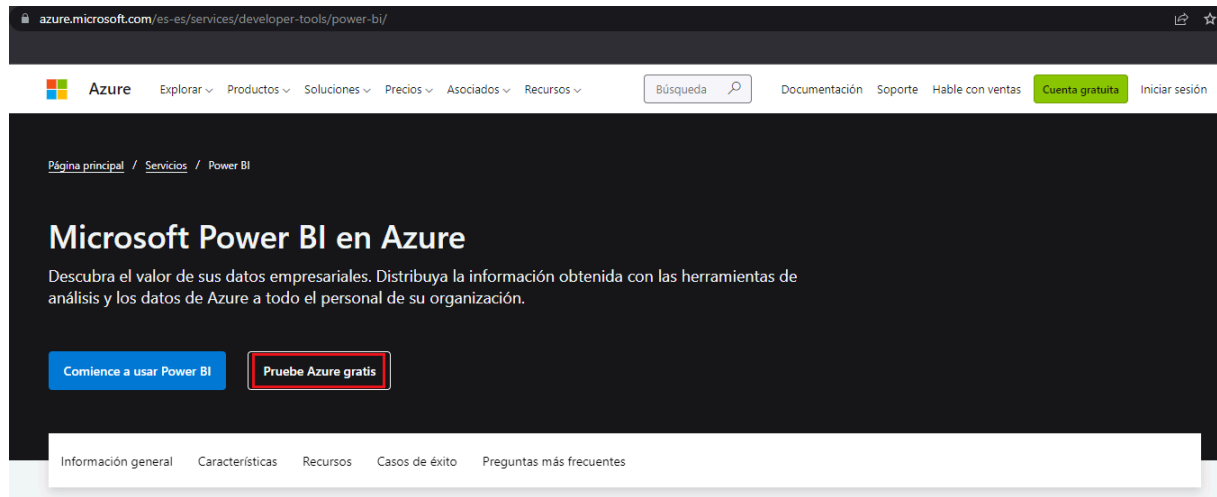 azure.microsoft.com/es-es/services/developer-tools/power-bi/
Azure Explorar Productos Soluciones Precios Asociados Recursos Búsqueda Documentación Soporte Hable con ventas Cuenta gratuita Iniciar sesión
Página principal / Servicios / Power BI
Microsoft Power BI en Azure
Descubra el valor de sus datos empresariales. Distribuya la información obtenida con las herramientas de
análisis y los datos de Azure a todo el personal de su organización.
Comience a usar Power BI Pruebe Azure gratis
Información general Características Recursos Casos de éxito Preguntas más frecuentes